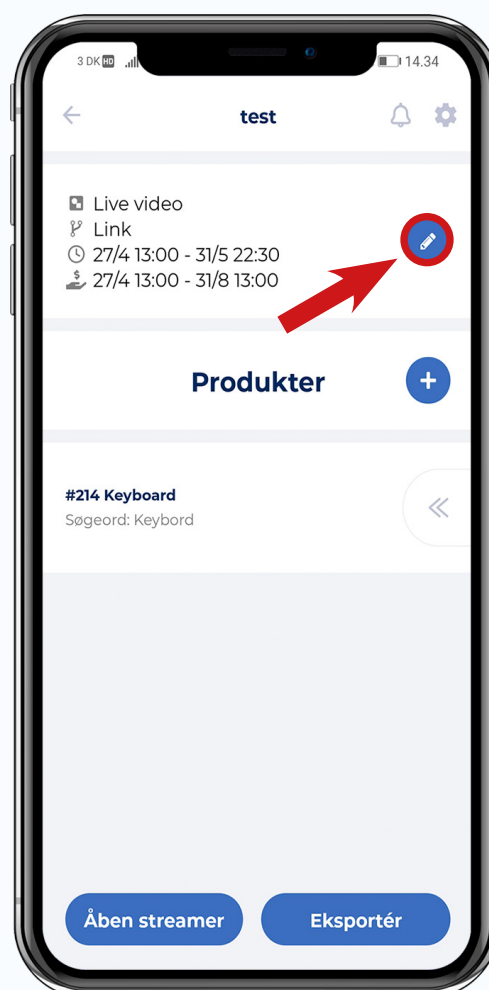 3 DK HD 14.34
test
Live video
Link
27/4 13:00 - 31/5 22:30
27/4 13:00 - 31/8 13:00
Produkter
#214 Keyboard
Søgeord: Keybord
Åben streamer Eksportér